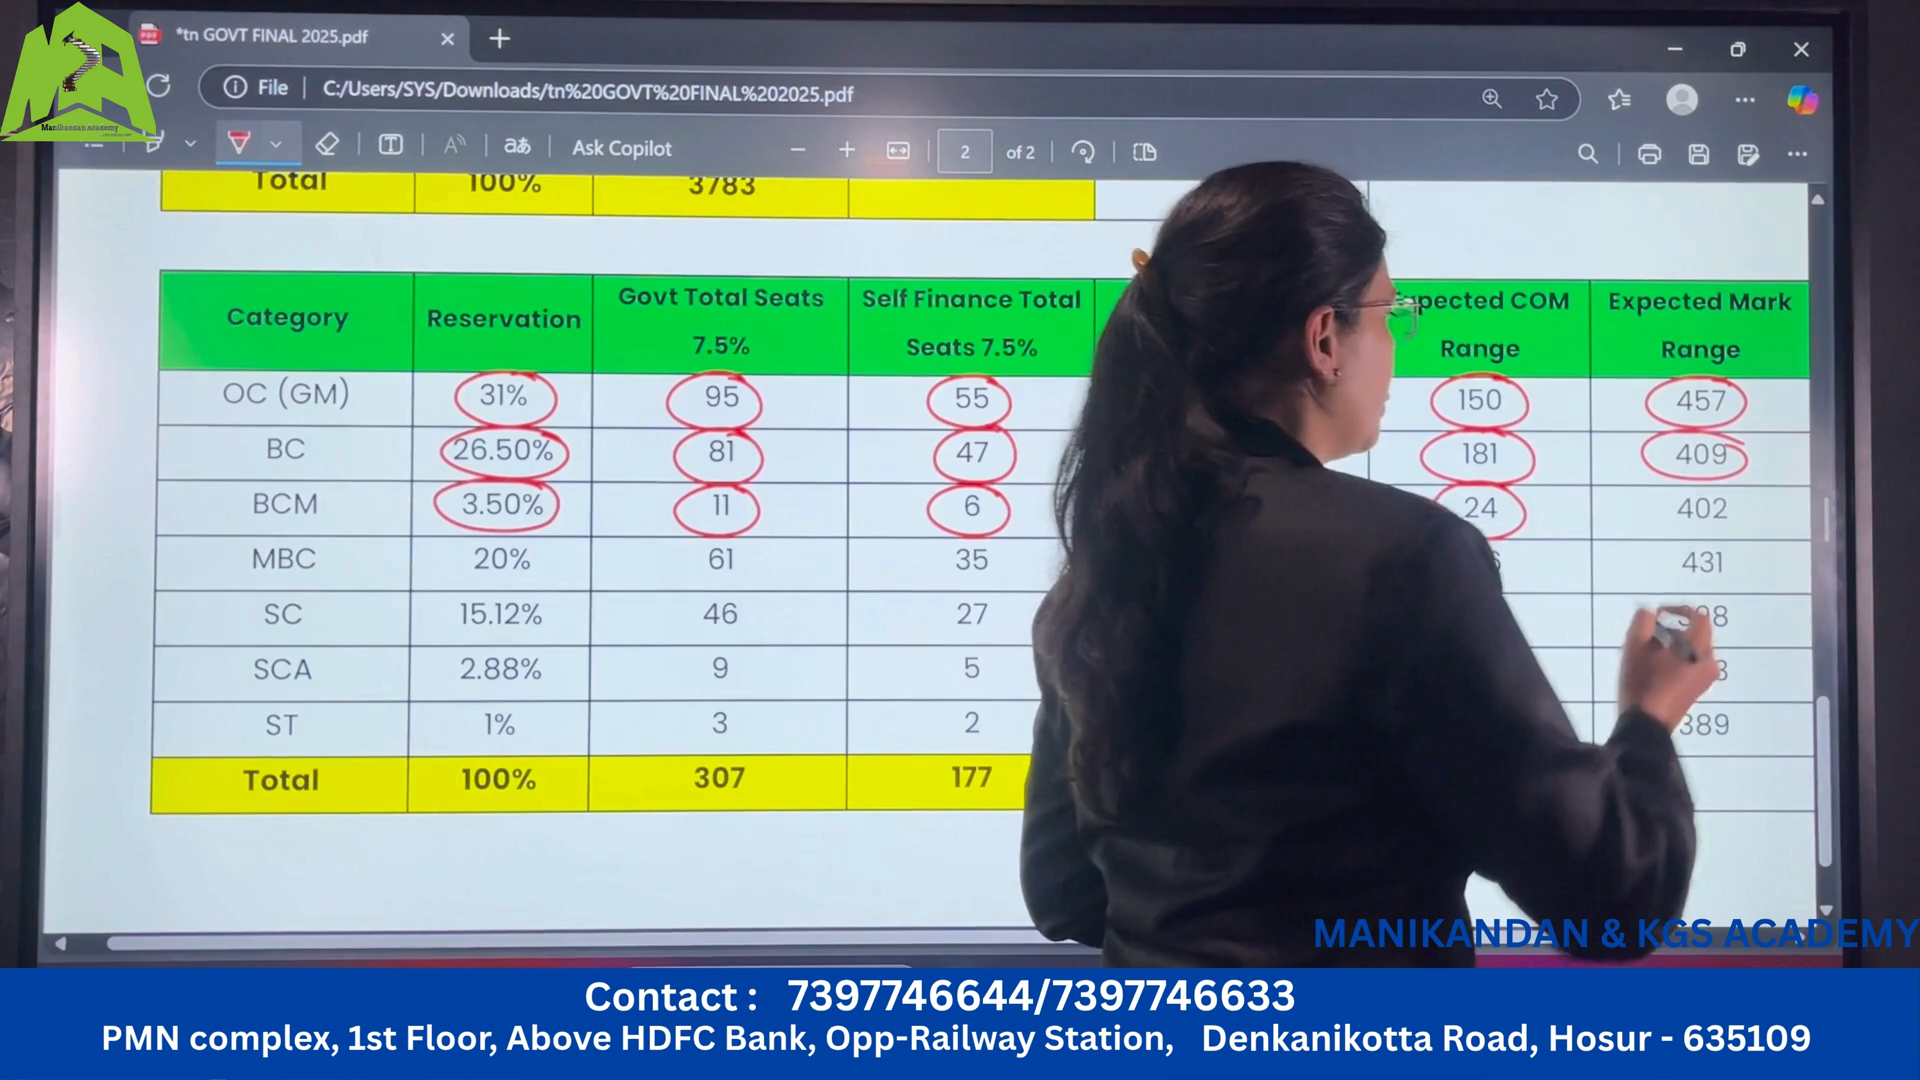 *tn GOVT FINAL 2025.pdf
File C:/Users/SYS/Downloads/tn%20GOVT%20FINAL%202025.pdf
Manikandan Academy
T aあ Ask Copilot 2 of 2
Total 100% 3783
Category Reservation Govt Total Seats 7.5% Self Finance Total Seats 7.5% COM Range Expected Mark Range
OC (GM) 31% 95 55 150 457
BC 26.50% 81 47 181 409
BCM 3.50% 11 6 24 402
MBC 20% 61 35 431
SC 15.12% 46 27
SCA 2.88% 9 5
ST 1% 3 2 389
Total 100% 307 177
MANIKANDAN & KGS ACADEMY
Contact : 7397746644/7397746633
PMN complex, 1st Floor, Above HDFC Bank, Opp-Railway Station, Denkanikotta Road, Hosur - 635109